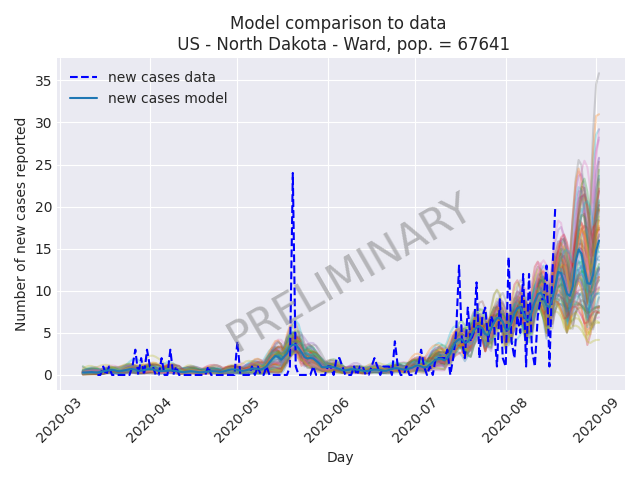 Model comparison to data
US - North Dakota - Ward, pop. = 67641
new cases data
new cases model
Number of new cases reported
35
30
25
20
15
10
5
0
PRELIMINARY
2020-03
2020-04
2020-05
2020-06
2020-07
2020-08
2020-09
Day